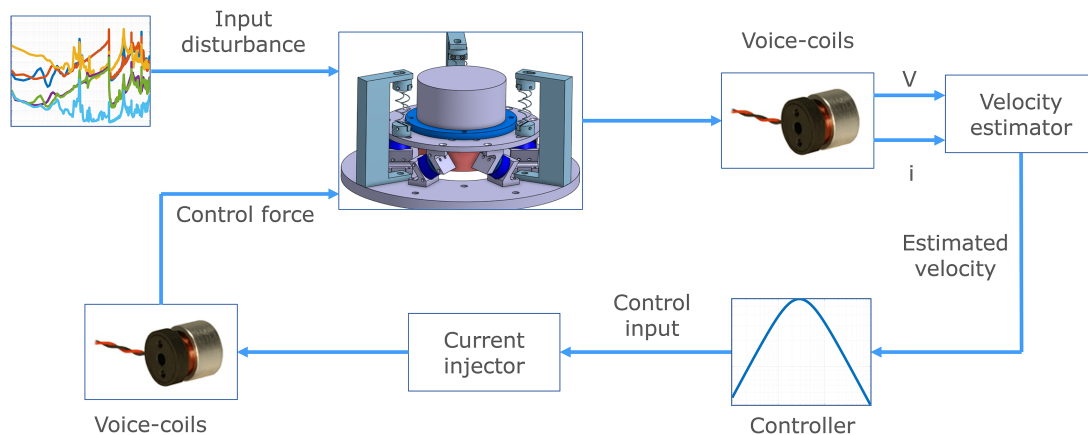 Input
disturbance
Voice-coils
V
i
Velocity
estimator
Control force
Estimated
velocity
Control
input
Current
injector
Voice-coils
Controller